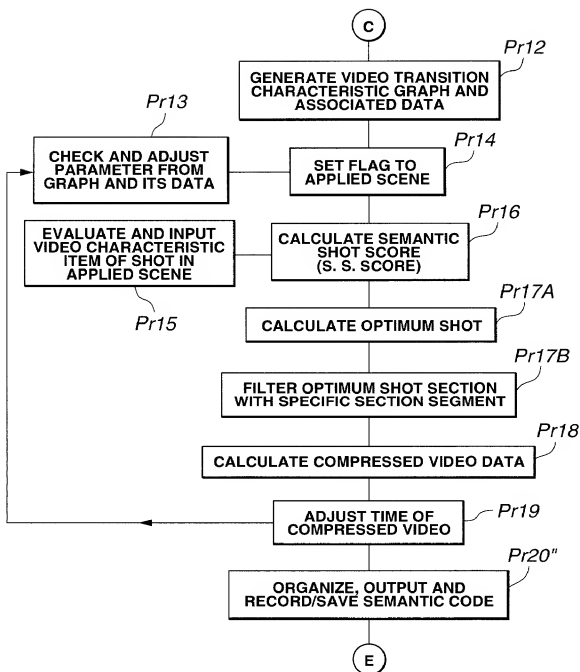 C
Pr12
GENERATE VIDEO TRANSITION
CHARACTERISTIC GRAPH AND
ASSOCIATED DATA
Pr13
CHECK AND ADJUST
PARAMETER FROM
GRAPH AND ITS DATA
Pr14
SET FLAG TO
APPLIED SCENE
EVALUATE AND INPUT
VIDEO CHARACTERISTIC
ITEM OF SHOT IN
APPLIED SCENE
Pr15
Pr16
CALCULATE SEMANTIC
SHOT SCORE
(S. S. SCORE)
Pr17A
CALCULATE OPTIMUM SHOT
Pr17B
FILTER OPTIMUM SHOT SECTION
WITH SPECIFIC SECTION SEGMENT
Pr18
CALCULATE COMPRESSED VIDEO DATA
ADJUST TIME OF
COMPRESSED VIDEO
Pr19
Pr20"
ORGANIZE, OUTPUT AND
RECORD/SAVE SEMANTIC CODE
E